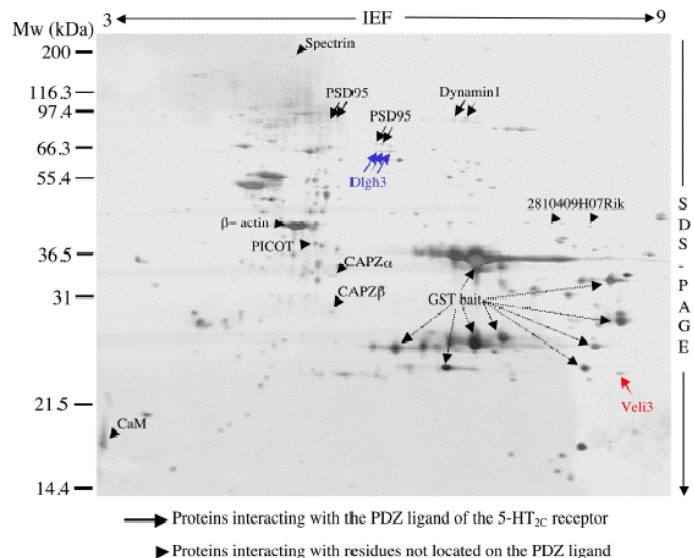 3 IEF 9
Mw (kDa)
200
116.3
97.4
66.3
55.4
36.5
31
21.5
14.4
Spectrin
PSD95
Dynamin1
PSD95
Dlgh3
2810409H07Rik
β= actin
PICOT
CAPZα
CAPZβ
GST bait
Veli3
CaM
SDS-PAGE
Proteins interacting with the PDZ ligand of the 5-HT2C receptor
Proteins interacting with residues not located on the PDZ ligand